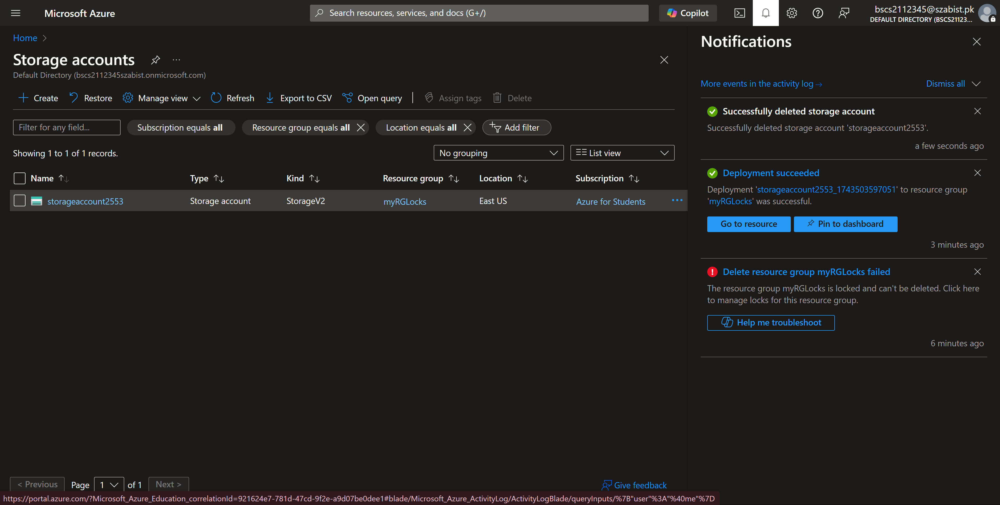 Microsoft Azure
Search resources, services, and docs (G+/)
Copilot
bscs2112345@szabist.pk
DEFAULT DIRECTORY (BSCS21123...
Home
Storage accounts
Default Directory (bscs2112345szabist.onmicrosoft.com)
Create Restore Manage view Refresh Export to CSV Open query Assign tags Delete
Filter for any field... Subscription equals all Resource group equals all Location equals all Add filter
Showing 1 to 1 of 1 records. No grouping List view
Name Type Kind Resource group Location Subscription
storageaccount2553 Storage account StorageV2 myRGLocks East US Azure for Students
< Previous Page 1 of 1 Next >
Give feedback
Notifications
More events in the activity log → Dismiss all
Successfully deleted storage account
Successfully deleted storage account 'storageaccount2553'.
a few seconds ago
Deployment succeeded
Deployment 'storageaccount2553_1743503597051' to resource group
'myRGLocks' was successful.
Go to resource Pin to dashboard
3 minutes ago
Delete resource group myRGLocks failed
The resource group myRGLocks is locked and can't be deleted. Click here
to manage locks for this resource group.
Help me troubleshoot
6 minutes ago
https://portal.azure.com/?Microsoft_Azure_Education_correlationId=921624e7-781d-47cd-9f2e-a9d07be0dee1#blade/Microsoft_Azure_ActivityLog/ActivityLogBlade/queryInputs/%7B"user"%3A"%40me"%7D